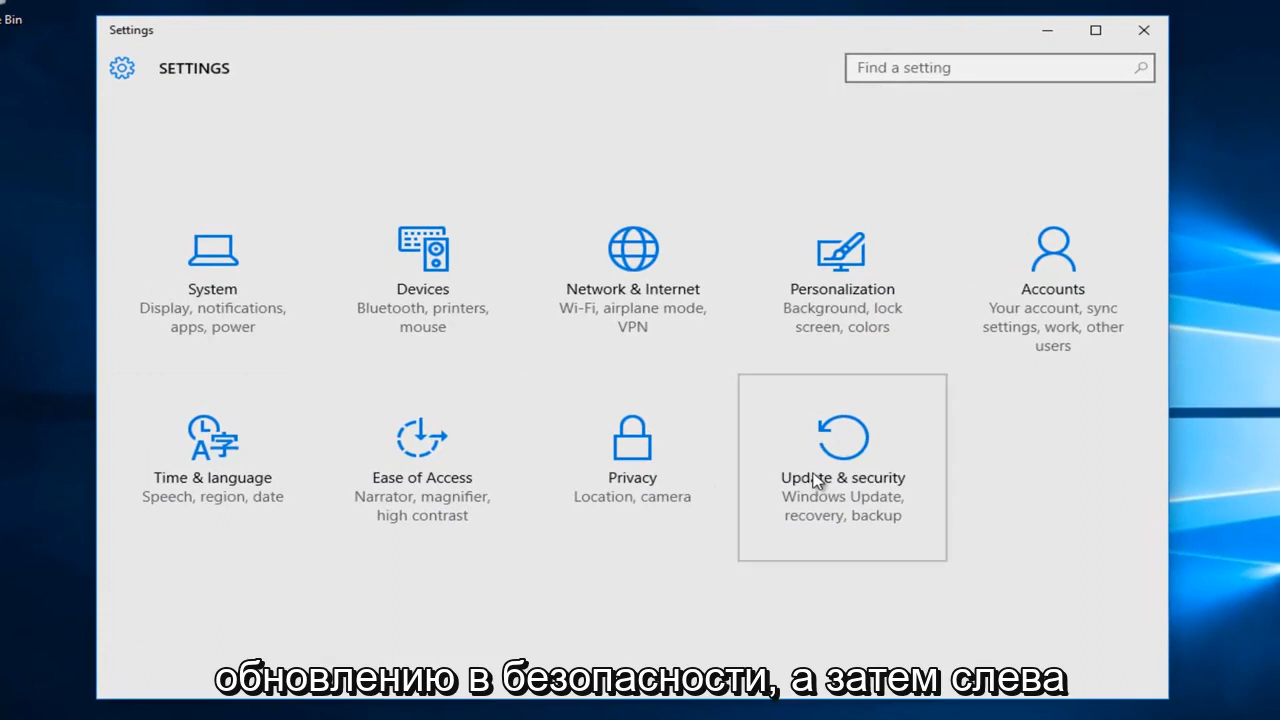 e Bin
Settings
SETTINGS
Find a setting
System
Display, notifications,
apps, power
Devices
Bluetooth, printers,
mouse
Network & Internet
Wi-Fi, airplane mode,
VPN
Personalization
Background, lock
screen, colors
Accounts
Your account, sync
settings, work, other
users
Time & language
Speech, region, date
Ease of Access
Narrator, magnifier,
high contrast
Privacy
Location, camera
Update & security
Windows Update,
recovery, backup
обновлению в безопасности, а затем слева